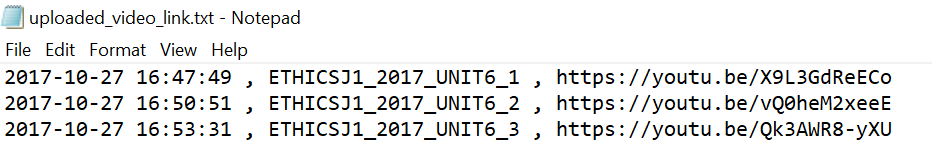 uploaded_video_link.txt - Notepad
File Edit Format View Help
2017-10-27 16:47:49 , ETHICSJ1_2017_UNIT6_1 , https://youtu.be/X9L3GdReECo
2017-10-27 16:50:51 , ETHICSJ1_2017_UNIT6_2 , https://youtu.be/vQ0heM2xeeE
2017-10-27 16:53:31 , ETHICSJ1_2017_UNIT6_3 , https://youtu.be/Qk3AWR8-yXU